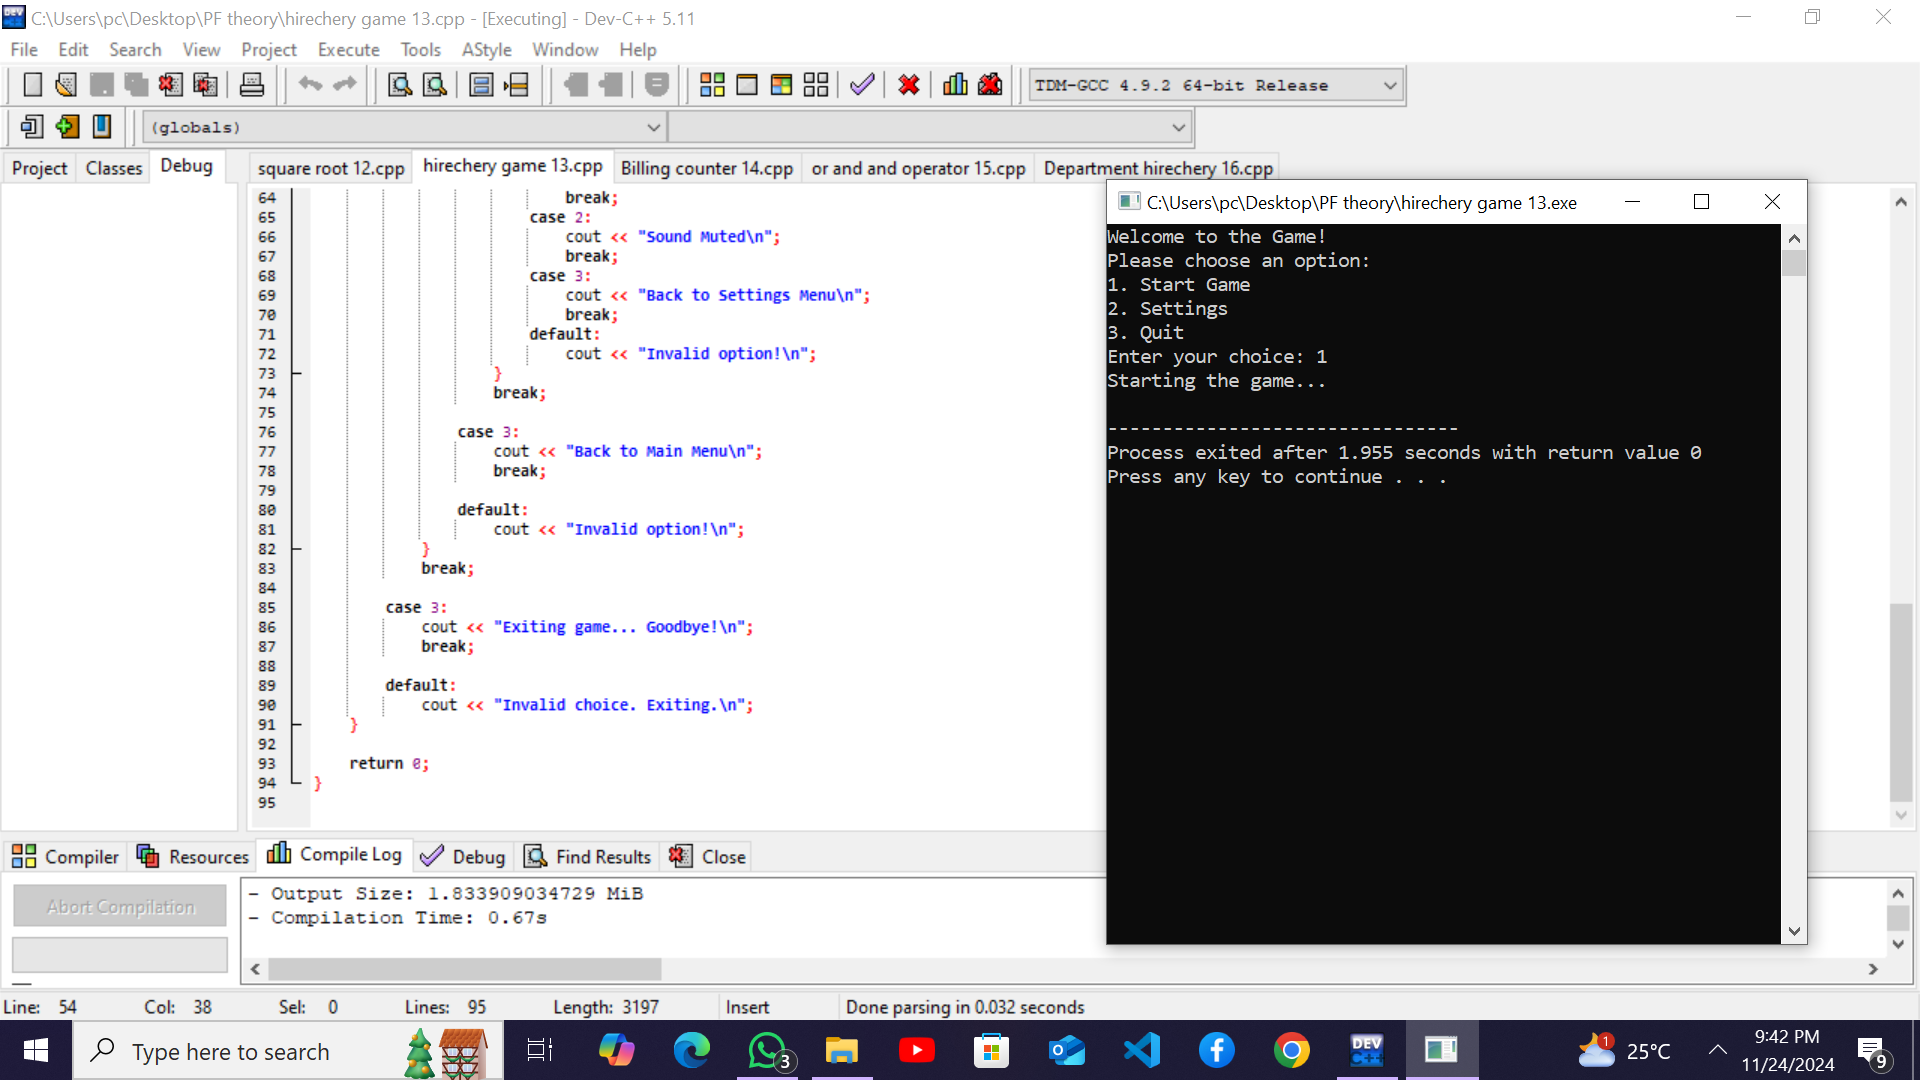 C:\Users\pc\Desktop\PF theory\hirechery game 13.cpp - [Executing] - Dev-C++ 5.11
File Edit Search View Project Execute Tools AStyle Window Help
TDM-GCC 4.9.2 64-bit Release
(globals)
Project Classes Debug
square root 12.cpp hirechery game 13.cpp Billing counter 14.cpp or and and operator 15.cpp Department hirechery 16.cpp
64 break;
65 case 2:
66 cout << "Sound Muted\n";
67 break;
68 case 3:
69 cout << "Back to Settings Menu\n";
70 break;
71 default:
72 cout << "Invalid option!\n";
73 }
74 break;
75
76 case 3:
77 cout << "Back to Main Menu\n";
78 break;
79
80 default:
81 cout << "Invalid option!\n";
82 }
83 break;
84
85 case 3:
86 cout << "Exiting game... Goodbye!\n";
87 break;
88
89 default:
90 cout << "Invalid choice. Exiting.\n";
91 }
92
93 return 0;
94 }
95
C:\Users\pc\Desktop\PF theory\hirechery game 13.exe
Welcome to the Game!
Please choose an option:
1. Start Game
2. Settings
3. Quit
Enter your choice: 1
Starting the game...
--------------------------------
Process exited after 1.955 seconds with return value 0
Press any key to continue . . .
Compiler Resources Compile Log Debug Find Results Close
Abort Compilation
- Output Size: 1.833909034729 MiB
- Compilation Time: 0.67s
Line: 54 Col: 38 Sel: 0 Lines: 95 Length: 3197 Insert Done parsing in 0.032 seconds
Type here to search
3
DEV C++
1
25°C
9:42 PM
11/24/2024
9